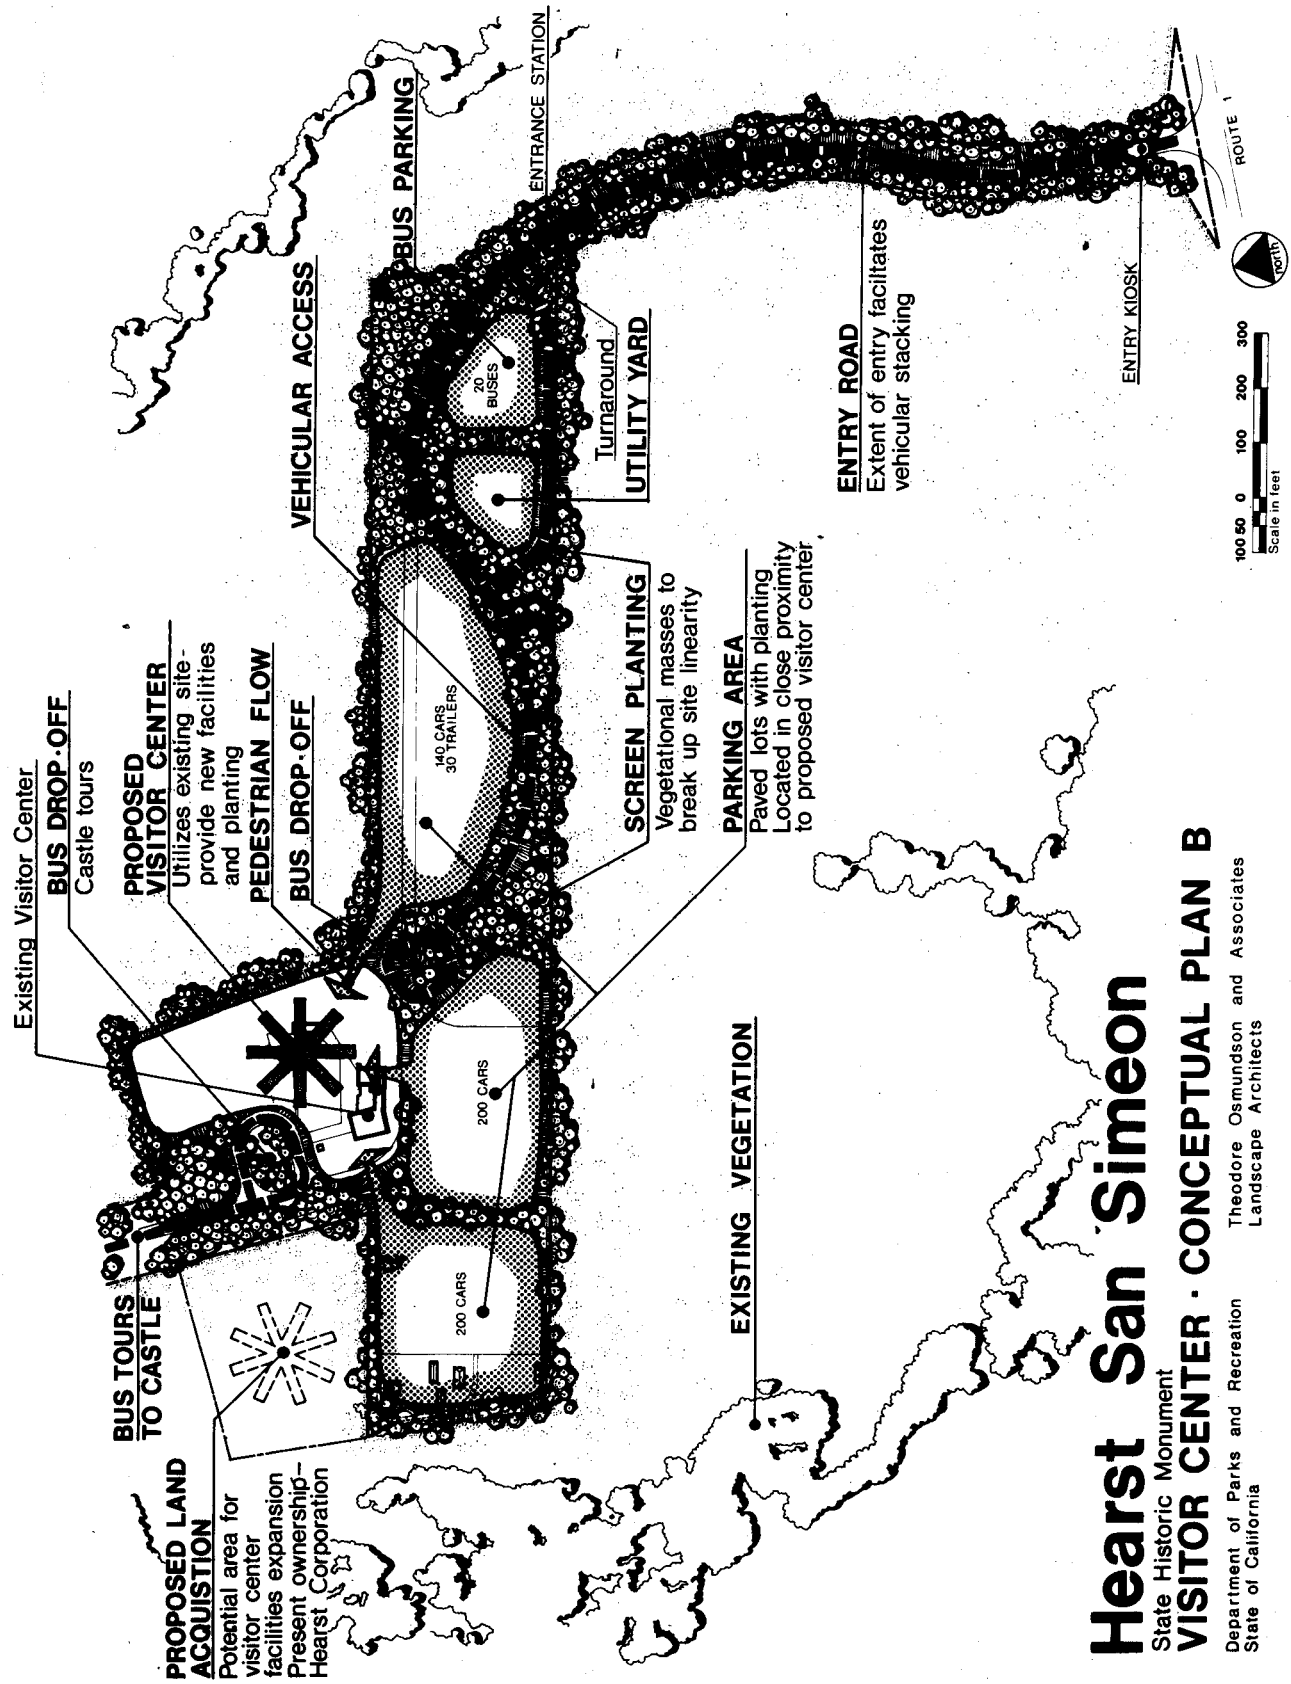 Existing Visitor Center
BUS DROP·OFF
Castle tours
PROPOSED
VISITOR CENTER
Utilizes existing site-
provide new facilities
and planting
PEDESTRIAN FLOW
BUS DROP·OFF
VEHICULAR ACCESS
BUS PARKING
ENTRANCE STATION
BUS TOURS
TO CASTLE
PROPOSED LAND
ACQUISTION
Potential area for
visitor center
facilities expansion
Present ownership–
Hearst Corporation
200 CARS
200 CARS
140 CARS
30 TRAILERS
20
BUSES
Turnaround
UTILITY YARD
SCREEN PLANTING
Vegetational masses to
break up site linearity
PARKING AREA
Paved lots with planting
Located in close proximity
to proposed visitor center
ENTRY ROAD
Extent of entry faciltates
vehicular stacking
EXISTING VEGETATION
ENTRY KIOSK
ROUTE 1
north
100 50 0 100 200 300
Scale in feet
Hearst San Simeon
State Historic Monument
VISITOR CENTER · CONCEPTUAL PLAN B
Department of Parks and Recreation
State of California
Theodore Osmundson and Associates
Landscape Architects